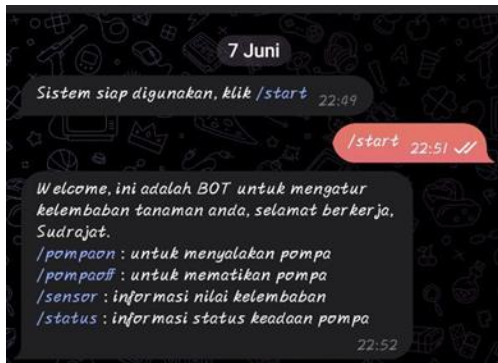 7 Juni
Sistem siap digunakan, klik /start 22:49
/start 22:51
Welcome, ini adalah BOT untuk mengatur
kelembaban tanaman anda, selamat berkerja,
Sudrajat.
/pompaon : untuk menyalakan pompa
/pompaoff : untuk mematikan pompa
/sensor : informasi nilai kelembaban
/status : informasi status keadaan pompa
22:52